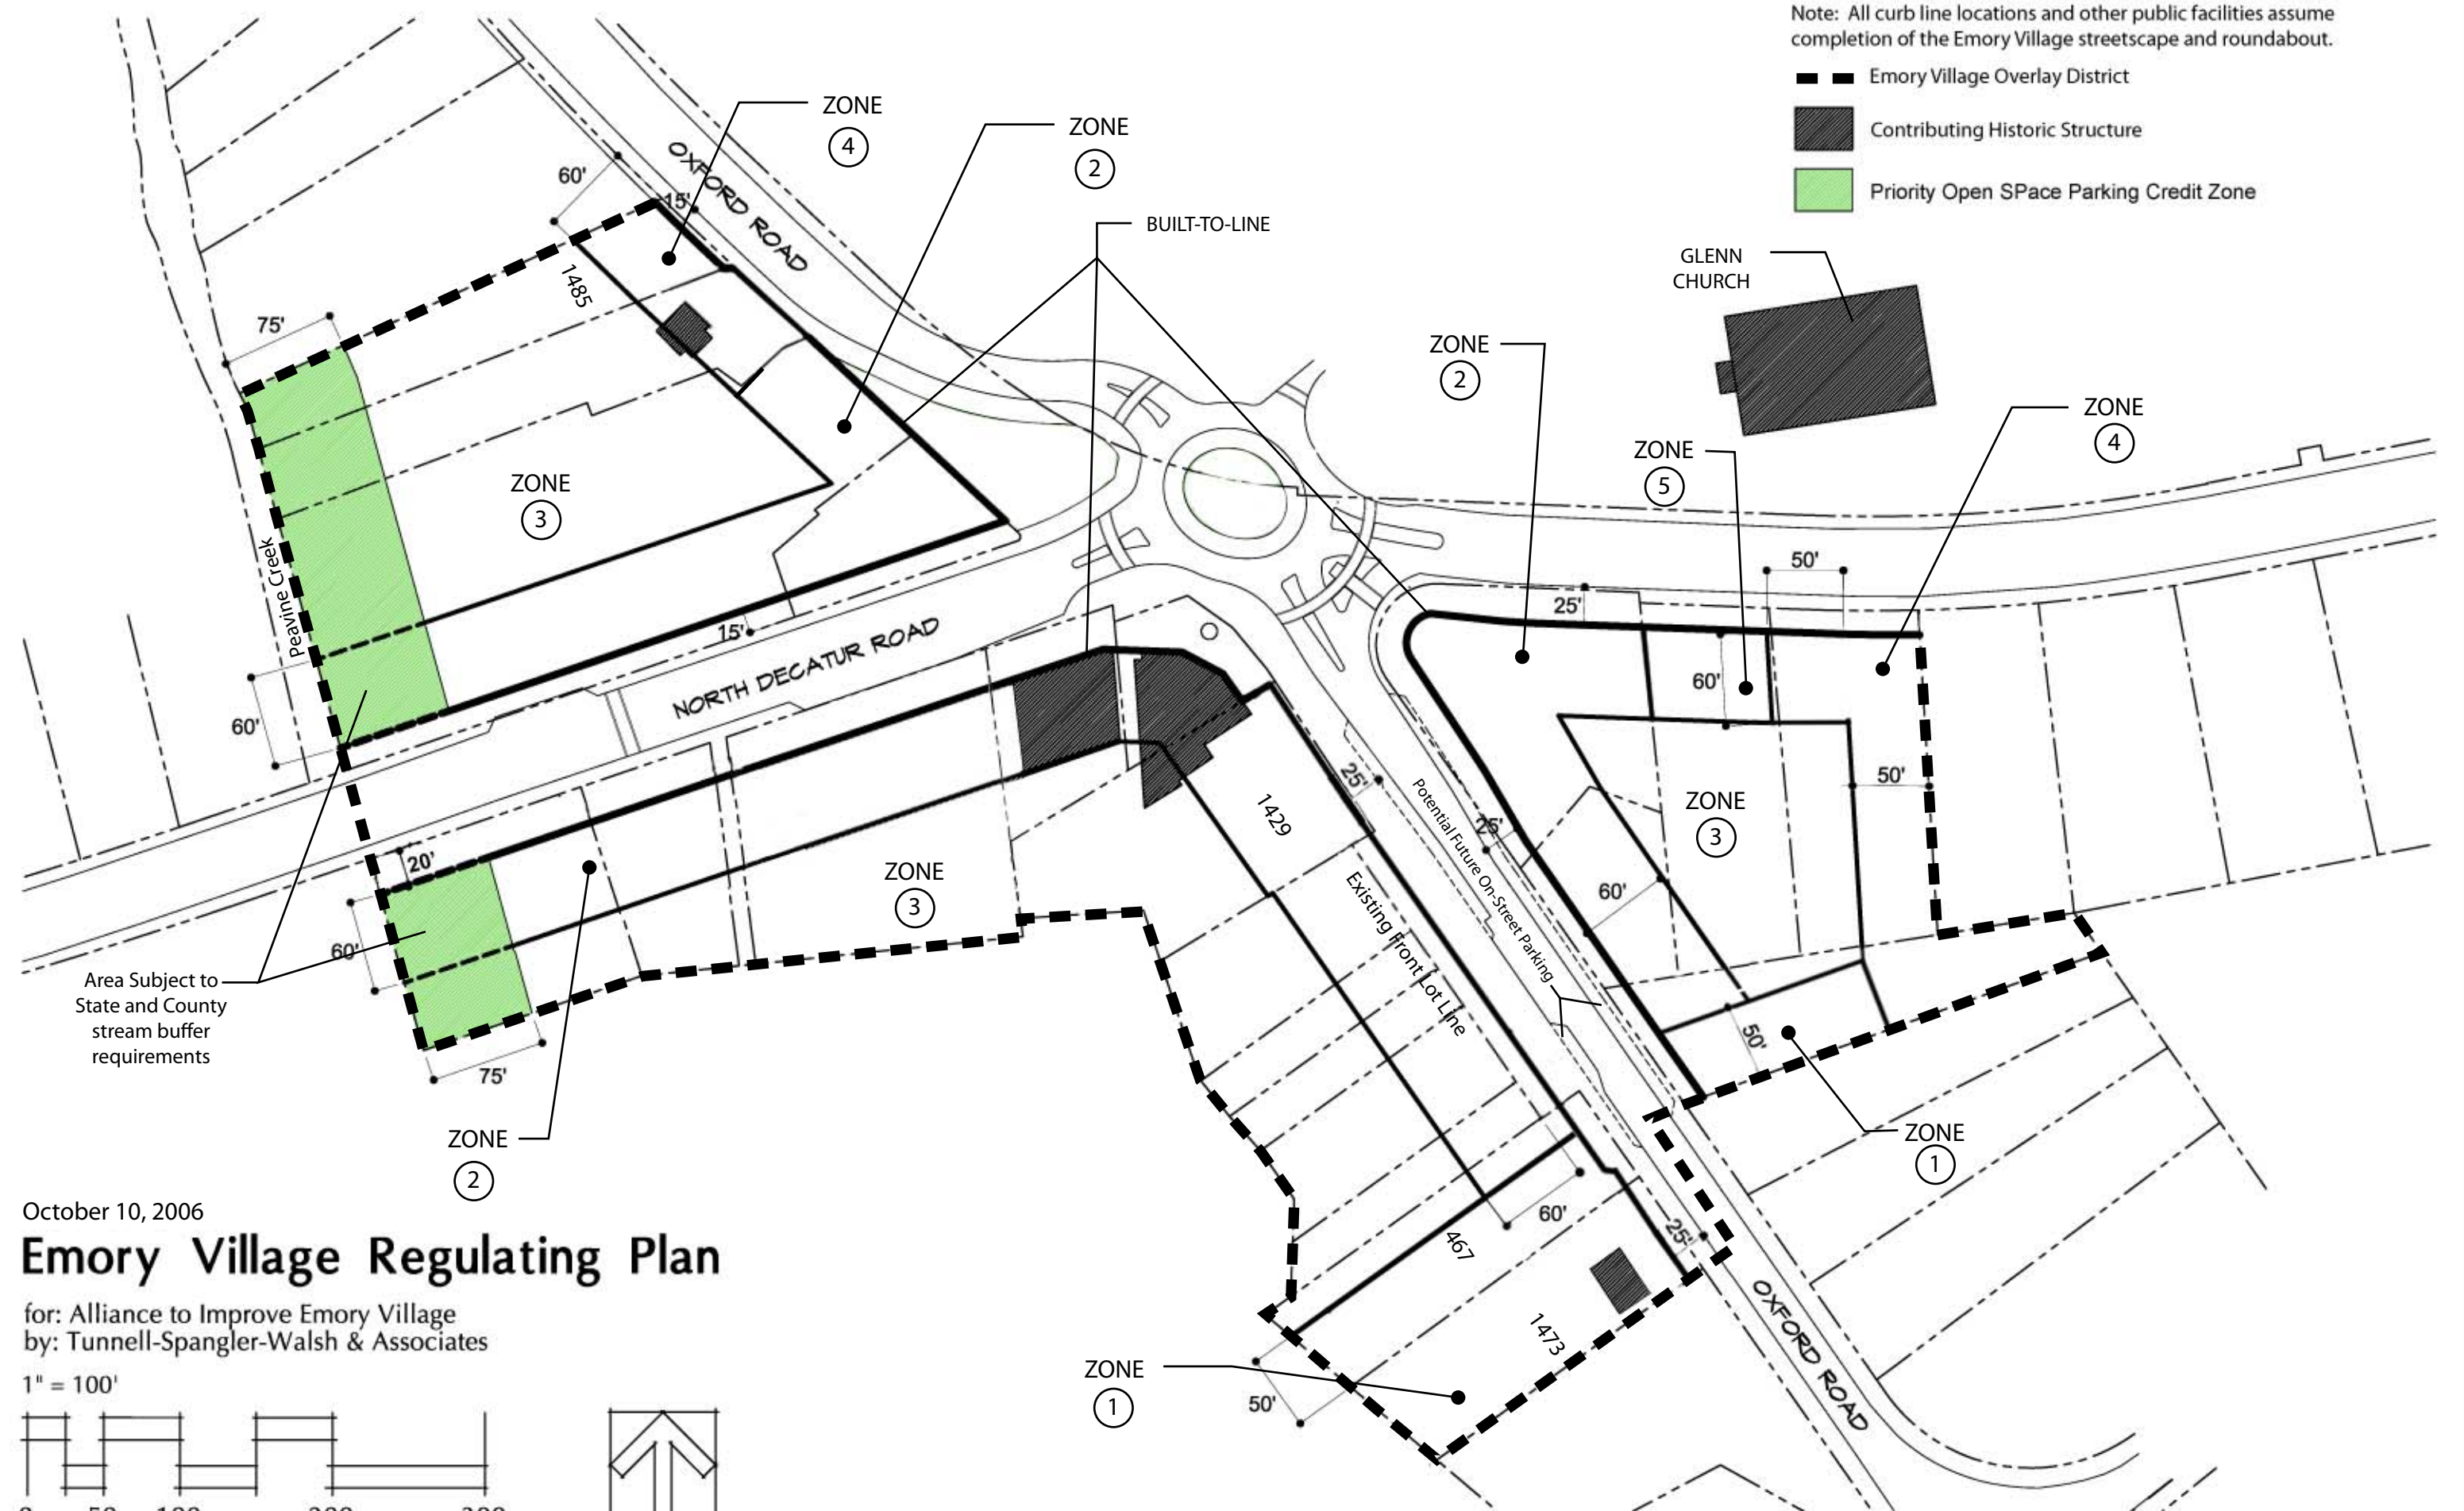 Note: All curb line locations and other public facilities assume
completion of the Emory Village streetscape and roundabout.
Emory Village Overlay District
Contributing Historic Structure
Priority Open SPace Parking Credit Zone
ZONE
4
ZONE
2
BUILT-TO-LINE
OXFORD ROAD
60'
15'
1485
75'
GLENN
CHURCH
ZONE
2
ZONE
5
ZONE
4
ZONE
3
Peavine Creek
50'
25'
60'
15'
NORTH DECATUR ROAD
60'
20'
60'
75'
Area Subject to
State and County
stream buffer
requirements
ZONE
3
1429
25'
25'
Potential Future On-Street Parking
Existing Front Lot Line
50'
ZONE
3
60'
50'
ZONE
1
ZONE
2
60'
467
25'
1473
50'
ZONE
1
OXFORD ROAD
October 10, 2006
Emory Village Regulating Plan
for: Alliance to Improve Emory Village
by: Tunnell-Spangler-Walsh & Associates
1" = 100'